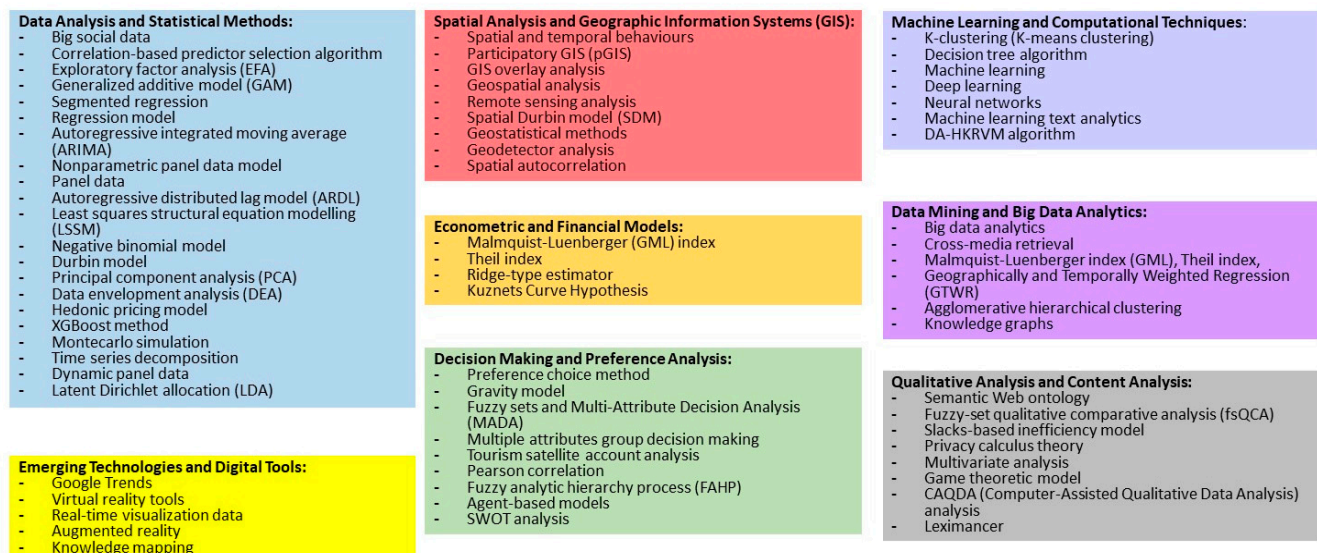 Data Analysis and Statistical Methods:
- Big social data
- Correlation-based predictor selection algorithm
- Exploratory factor analysis (EFA)
- Generalized additive model (GAM)
- Segmented regression
- Regression model
- Autoregressive integrated moving average
(ARIMA)
- Nonparametric panel data model
- Panel data
- Autoregressive distributed lag model (ARDL)
- Least squares structural equation modelling
(LSSM)
- Negative binomial model
- Durbin model
- Principal component analysis (PCA)
- Data envelopment analysis (DEA)
- Hedonic pricing model
- XGBoost method
- Montecarlo simulation
- Time series decomposition
- Dynamic panel data
- Latent Dirichlet allocation (LDA)
Emerging Technologies and Digital Tools:
- Google Trends
- Virtual reality tools
- Real-time visualization data
- Augmented reality
- Knowledge mapping
Spatial Analysis and Geographic Information Systems (GIS):
- Spatial and temporal behaviours
- Participatory GIS (pGIS)
- GIS overlay analysis
- Geospatial analysis
- Remote sensing analysis
- Spatial Durbin model (SDM)
- Geostatistical methods
- Geodetector analysis
- Spatial autocorrelation
Econometric and Financial Models:
- Malmquist-Luenberger (GML) index
- Theil index
- Ridge-type estimator
- Kuznets Curve Hypothesis
Decision Making and Preference Analysis:
- Preference choice method
- Gravity model
- Fuzzy sets and Multi-Attribute Decision Analysis
(MADA)
- Multiple attributes group decision making
- Tourism satellite account analysis
- Pearson correlation
- Fuzzy analytic hierarchy process (FAHP)
- Agent-based models
- SWOT analysis
Machine Learning and Computational Techniques:
- K-clustering (K-means clustering)
- Decision tree algorithm
- Machine learning
- Deep learning
- Neural networks
- Machine learning text analytics
- DA-HKRVM algorithm
Data Mining and Big Data Analytics:
- Big data analytics
- Cross-media retrieval
- Malmquist-Luenberger index (GML), Theil index,
- Geographically and Temporally Weighted Regression
(GTWR)
- Agglomerative hierarchical clustering
- Knowledge graphs
Qualitative Analysis and Content Analysis:
- Semantic Web ontology
- Fuzzy-set qualitative comparative analysis (fsQCA)
- Slacks-based inefficiency model
- Privacy calculus theory
- Multivariate analysis
- Game theoretic model
- CAQDA (Computer-Assisted Qualitative Data Analysis)
analysis
- Leximancer